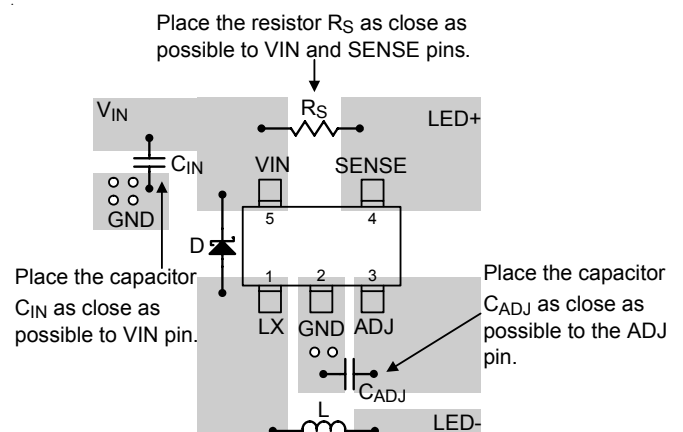 Place the resistor RS as close as
possible to VIN and SENSE pins.
RS
VIN
LED+
CIN
VIN
SENSE
GND
5
4
D
1
2
3
Place the capacitor
CIN as close as
possible to VIN pin.
Place the capacitor
CADJ as close as
possible to the ADJ
pin.
LX
GND
ADJ
CADJ
L
LED-